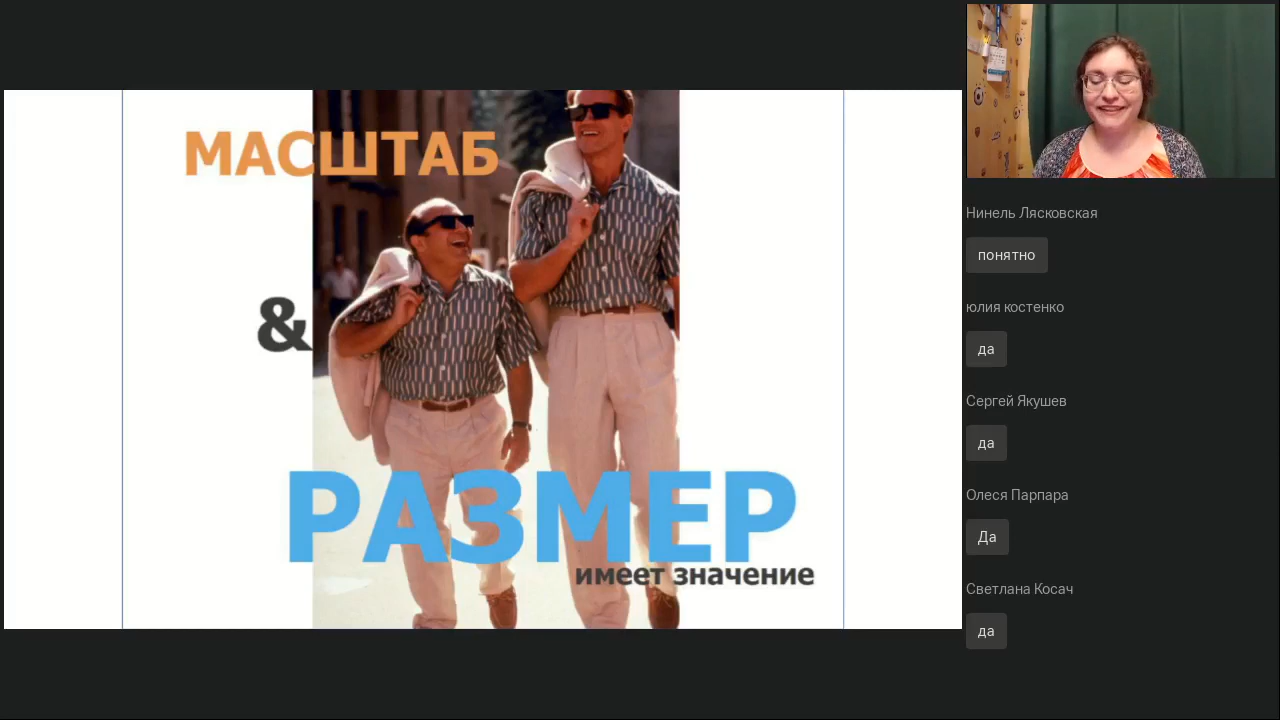 МАСШТАБ
&
РАЗМЕР
имеет значение
Нинель Лясковская
понятно
юлия костенко
да
Сергей Якушев
да
Олеся Парпара
Да
Светлана Косач
да